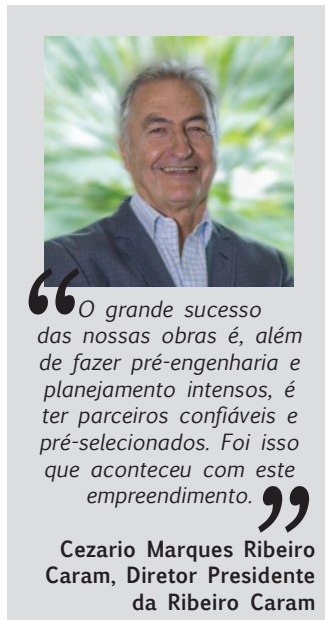 “O grande sucesso
das nossas obras é, além
de fazer pré-engenharia e
planejamento intensos, é
ter parceiros confiáveis e
pré-selecionados. Foi isso
que aconteceu com este
empreendimento.”
Cezario Marques Ribeiro
Caram, Diretor Presidente
da Ribeiro Caram